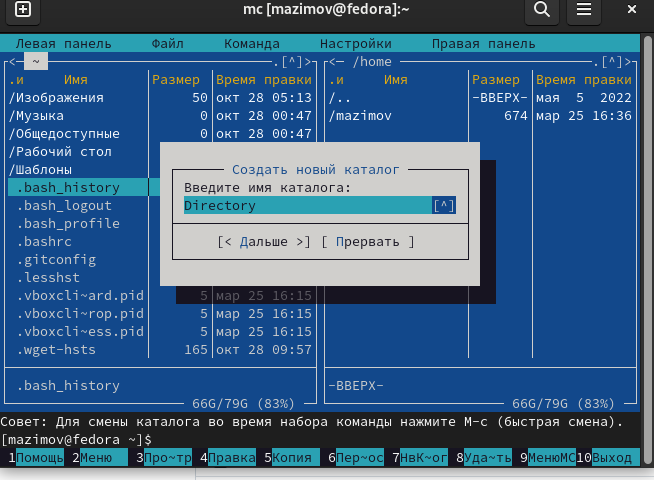 mc [mazimov@fedora]:~
Левая панель Файл Команда Настройки Правая панель
<─ ~ .[^]> <─ /home .[^]>
.и Имя Размер Время правки .и Имя Размер Время правки
/Изображения 50 окт 28 05:13 /.. -ВВЕРХ- мая 5 2022
/Музыка 0 окт 28 00:47 /mazimov 674 мар 25 16:36
/Общедоступные 0 окт 28 00:47
/Рабочий стол
/Шаблоны
Создать новый каталог
.bash_history
Введите имя каталога:
.bash_logout
Directory [^]
.bash_profile
.bashrc
[< Дальше >] [ Прервать ]
.gitconfig
.lesshst
.vboxcli~ard.pid 5 мар 25 16:15
.vboxcli~rop.pid 5 мар 25 16:15
.vboxcli~ess.pid 5 мар 25 16:15
.wget-hsts 165 окт 28 09:57
.bash_history -ВВЕРХ-
66G/79G (83%) 66G/79G (83%)
Совет: Для смены каталога во время набора команды нажмите M-c (быстрая смена).
[mazimov@fedora ~]$
1Помощь 2Меню 3Про~тр 4Правка 5Копия 6Пер~ос 7НвК~ог 8Уда~ть 9МенюMC 10Выход